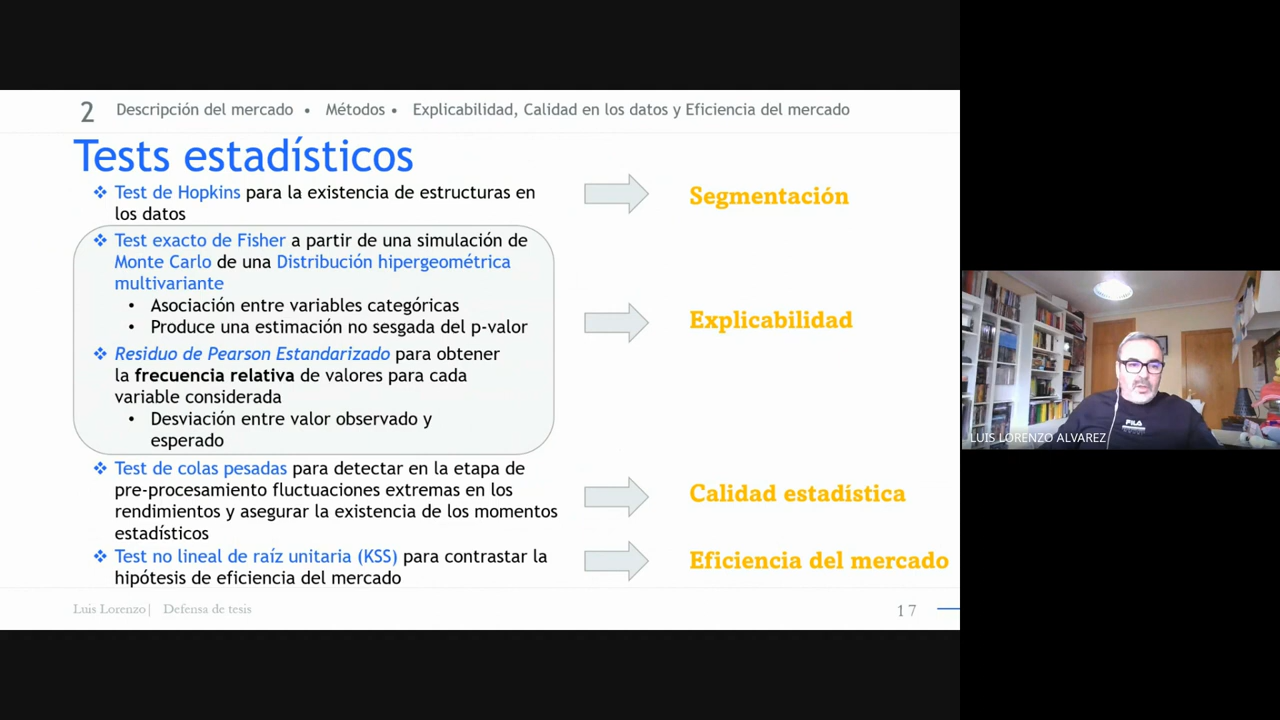 2 Descripción del mercado • Métodos • Explicabilidad, Calidad en los datos y Eficiencia del mercado
Tests estadísticos
❖ Test de Hopkins para la existencia de estructuras en
los datos
Segmentación
❖ Test exacto de Fisher a partir de una simulación de
Monte Carlo de una Distribución hipergeométrica
multivariante
• Asociación entre variables categóricas
• Produce una estimación no sesgada del p-valor
Explicabilidad
❖ Residuo de Pearson Estandarizado para obtener
la frecuencia relativa de valores para cada
variable considerada
• Desviación entre valor observado y
esperado
❖ Test de colas pesadas para detectar en la etapa de
pre-procesamiento fluctuaciones extremas en los
rendimientos y asegurar la existencia de los momentos
estadísticos
Calidad estadística
❖ Test no lineal de raíz unitaria (KSS) para contrastar la
hipótesis de eficiencia del mercado
Eficiencia del mercado
Luis Lorenzo| Defensa de tesis
17
FILA
LUIS LORENZO ALVAREZ